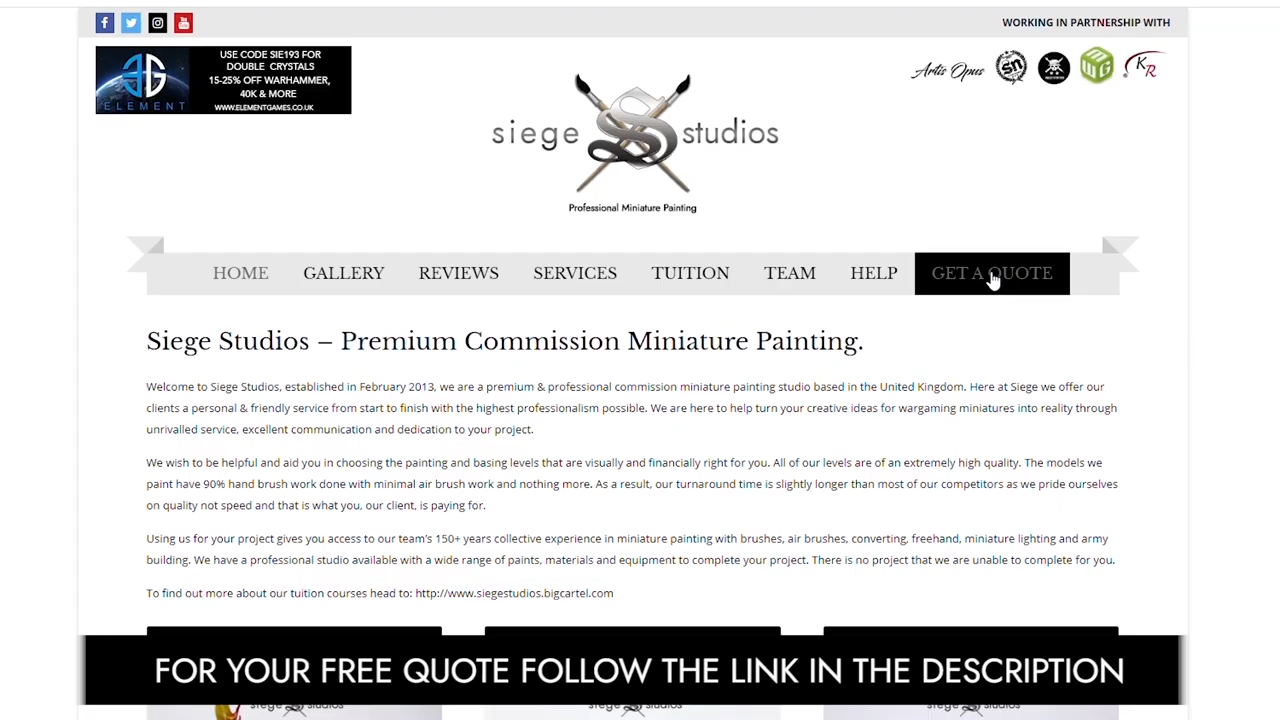 WORKING IN PARTNERSHIP WITH
USE CODE SIE193 FOR
DOUBLE CRYSTALS
15-25% OFF WARHAMMER,
40K & MORE
WWW.ELEMENTGAMES.CO.UK
ELEMENT
Artis Opus
KR
siege studios
Professional Miniature Painting
HOME GALLERY REVIEWS SERVICES TUITION TEAM HELP GET A QUOTE
Siege Studios – Premium Commission Miniature Painting.
Welcome to Siege Studios, established in February 2013, we are a premium & professional commission miniature painting studio based in the United Kingdom. Here at Siege we offer our
clients a personal & friendly service from start to finish with the highest professionalism possible. We are here to help turn your creative ideas for wargaming miniatures into reality through
unrivalled service, excellent communication and dedication to your project.
We wish to be helpful and aid you in choosing the painting and basing levels that are visually and financially right for you. All of our levels are of an extremely high quality. The models we
paint have 90% hand brush work done with minimal air brush work and nothing more. As a result, our turnaround time is slightly longer than most of our competitors as we pride ourselves
on quality not speed and that is what you, our client, is paying for.
Using us for your project gives you access to our team's 150+ years collective experience in miniature painting with brushes, air brushes, converting, freehand, miniature lighting and army
building. We have a professional studio available with a wide range of paints, materials and equipment to complete your project. There is no project that we are unable to complete for you.
To find out more about our tuition courses head to: http://www.siegestudios.bigcartel.com
FOR YOUR FREE QUOTE FOLLOW THE LINK IN THE DESCRIPTION